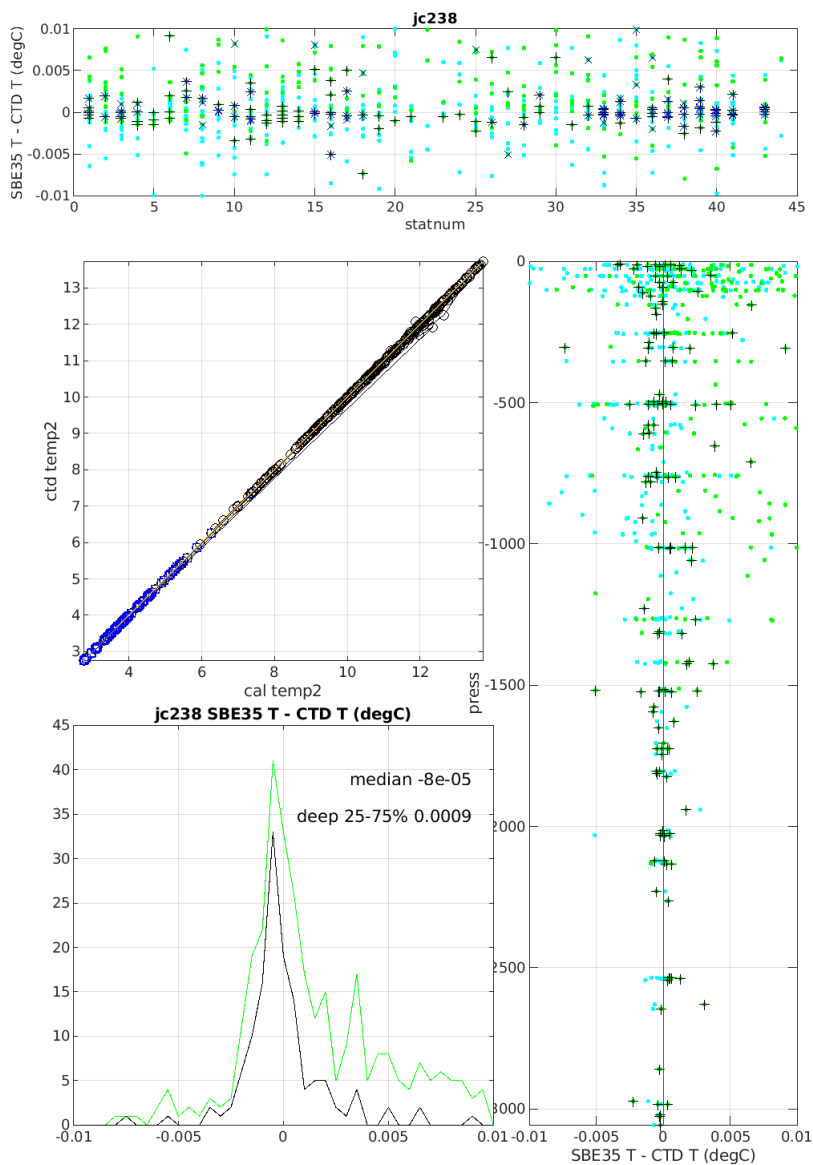 jc238
0.01
0.005
0
-0.005
-0.01
SBE35 T - CTD T (degC)
0 5 10 15 20 25 30 35 40 45
statnum
13
12
11
10
9
8
7
6
5
4
3
ctd temp2
4 6 8 10 12
cal temp2
0
-500
-1000
-1500
-2000
-2500
-3000
press
-0.01 -0.005 0 0.005 0.01
SBE35 T - CTD T (degC)
jc238 SBE35 T - CTD T (degC)
median -8e-05
deep 25-75% 0.0009
45
40
35
30
25
20
15
10
5
0
-0.01 -0.005 0 0.005 0.01